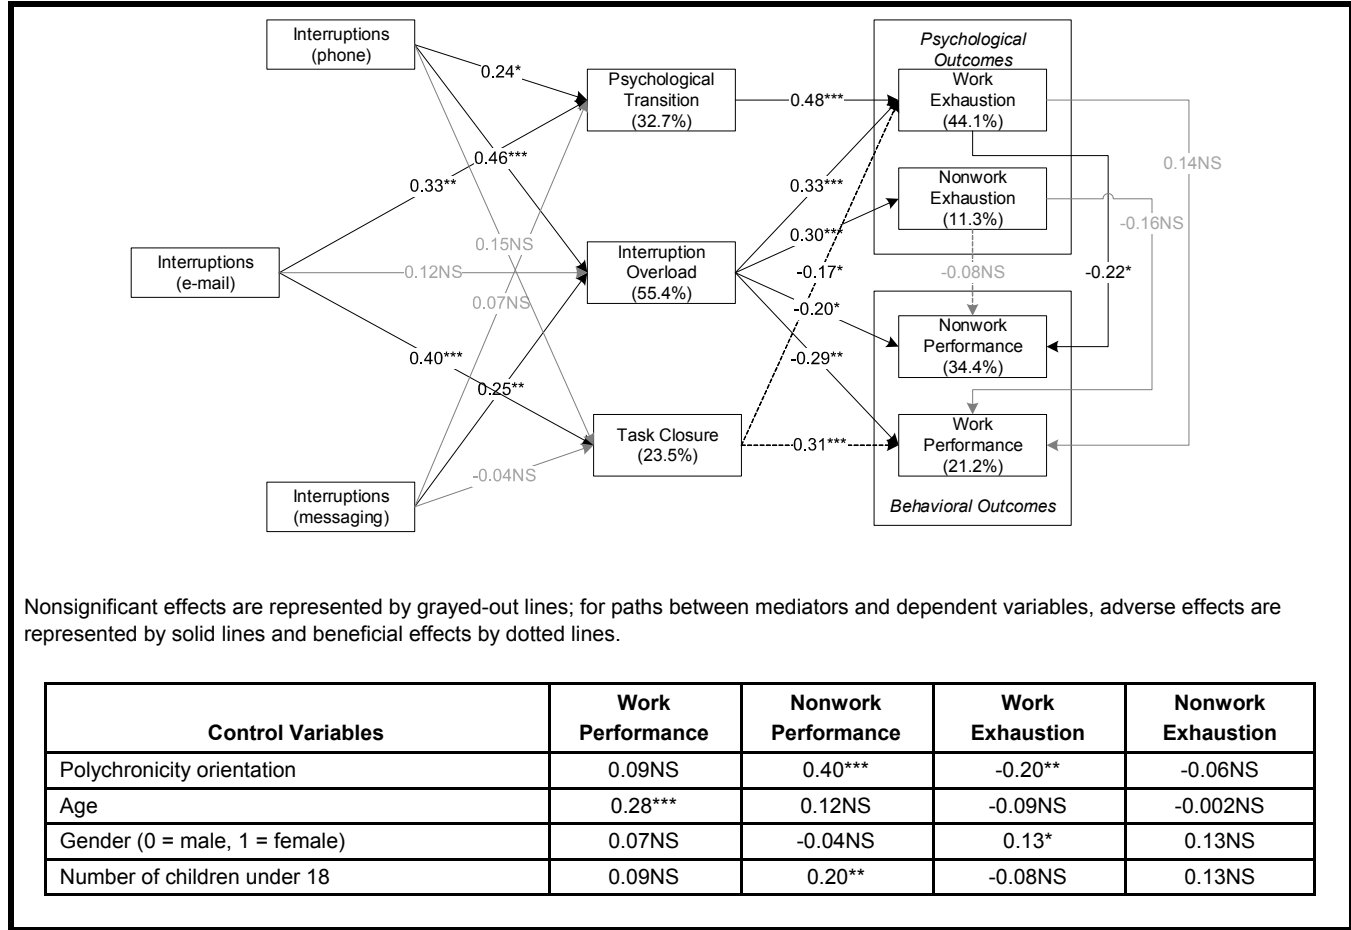 Interruptions
(phone)
Psychological
Outcomes
0.24*
Psychological
Transition
(32.7%)
0.48***
Work
Exhaustion
(44.1%)
0.46***
0.14NS
0.33**
0.33***
Nonwork
Exhaustion
(11.3%)
-0.16NS
0.30***
0.15NS
Interruptions
(e-mail)
0.12NS
Interruption
Overload
(55.4%)
-0.17*
-0.08NS
-0.22*
0.07NS
-0.20*
Nonwork
Performance
(34.4%)
0.40***
-0.29**
0.25**
Task Closure
(23.5%)
0.31***
Work
Performance
(21.2%)
-0.04NS
Interruptions
(messaging)
Behavioral Outcomes
Nonsignificant effects are represented by grayed-out lines; for paths between mediators and dependent variables, adverse effects are
represented by solid lines and beneficial effects by dotted lines.
Control Variables Work Performance Nonwork Performance Work Exhaustion Nonwork Exhaustion
Polychronicity orientation 0.09NS 0.40*** -0.20** -0.06NS
Age 0.28*** 0.12NS -0.09NS -0.002NS
Gender (0 = male, 1 = female) 0.07NS -0.04NS 0.13* 0.13NS
Number of children under 18 0.09NS 0.20** -0.08NS 0.13NS